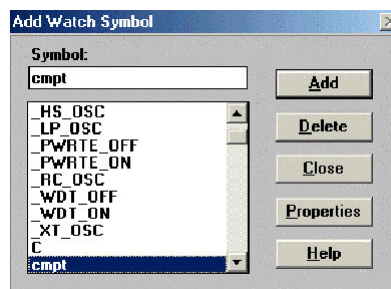 Add Watch Symbol
Symbol:
cmpt
_HS_OSC
_LP_OSC
_PWRTE_OFF
_PWRTE_ON
_RC_OSC
_WDT_OFF
_WDT_ON
_XT_OSC
C
cmpt
Add
Delete
Close
Properties
Help